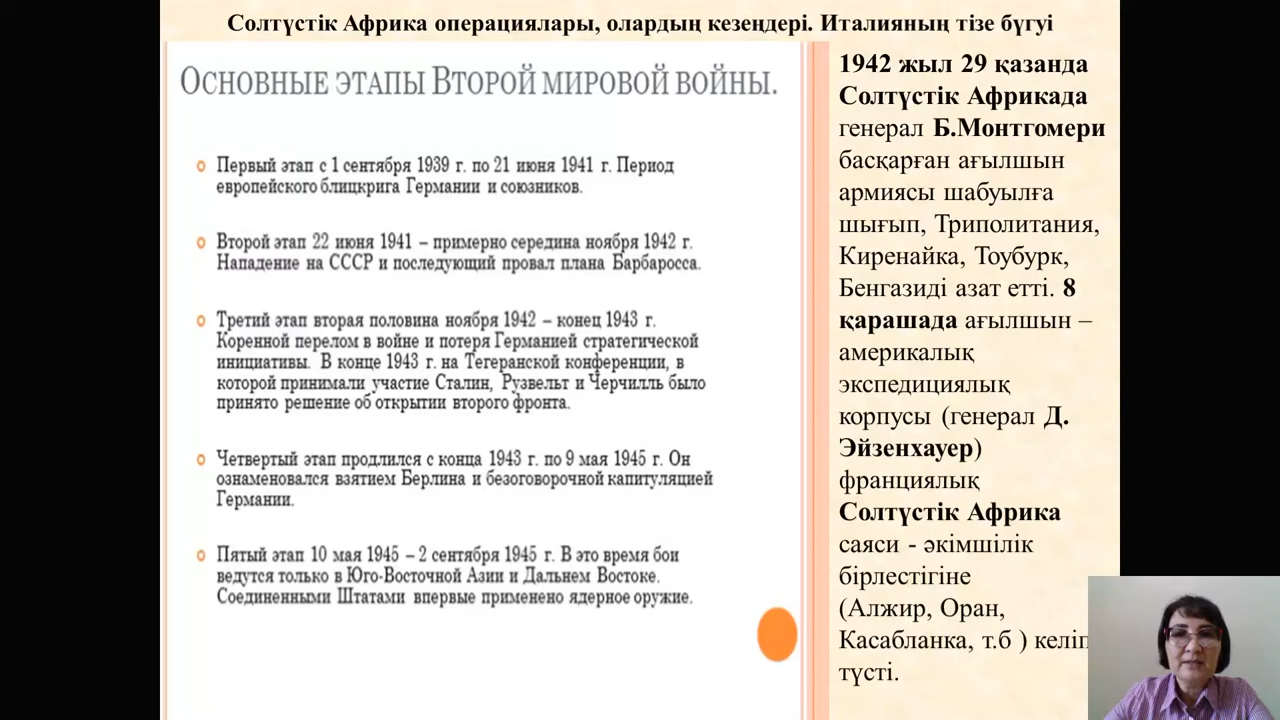 Солтүстік Африка операциялары, олардың кезеңдері. Италияның тізе бүгуі
Основные этапы Второй мировой войны.
Первый этап с 1 сентября 1939 г. по 21 июня 1941 г. Период
европейского блицкрига Германии и союзников.
Второй этап 22 июня 1941 – примерно середина ноября 1942 г.
Нападение на СССР и последующий провал плана Барбаросса.
Третий этап вторая половина ноября 1942 – конец 1943 г.
Коренной перелом в войне и потеря Германией стратегической
инициативы. В конце 1943 г. на Тегеранской конференции, в
которой принимали участие Сталин, Рузвельт и Черчилль было
принято решение об открытии второго фронта.
Четвертый этап продлился с конца 1943 г. по 9 мая 1945 г. Он
ознаменовался взятием Берлина и безоговорочной капитуляцией
Германии.
Пятый этап 10 мая 1945 – 2 сентября 1945 г. В это время бои
ведутся только в Юго-Восточной Азии и Дальнем Востоке.
Соединенными Штатами впервые применено ядерное оружие.
1942 жыл 29 қазанда
Солтүстік Африкада
генерал Б.Монтгомери
басқарған ағылшын
армиясы шабуылға
шығып, Триполитания,
Киренайка, Тоубурк,
Бенгазиді азат етті. 8
қарашада ағылшын –
америкалық
экспедициялық
корпусы (генерал Д.
Эйзенхауер)
франциялық
Солтүстік Африка
саяси - әкімшілік
бірлестігіне
(Алжир, Оран,
Касабланка, т.б ) келіп
түсті.